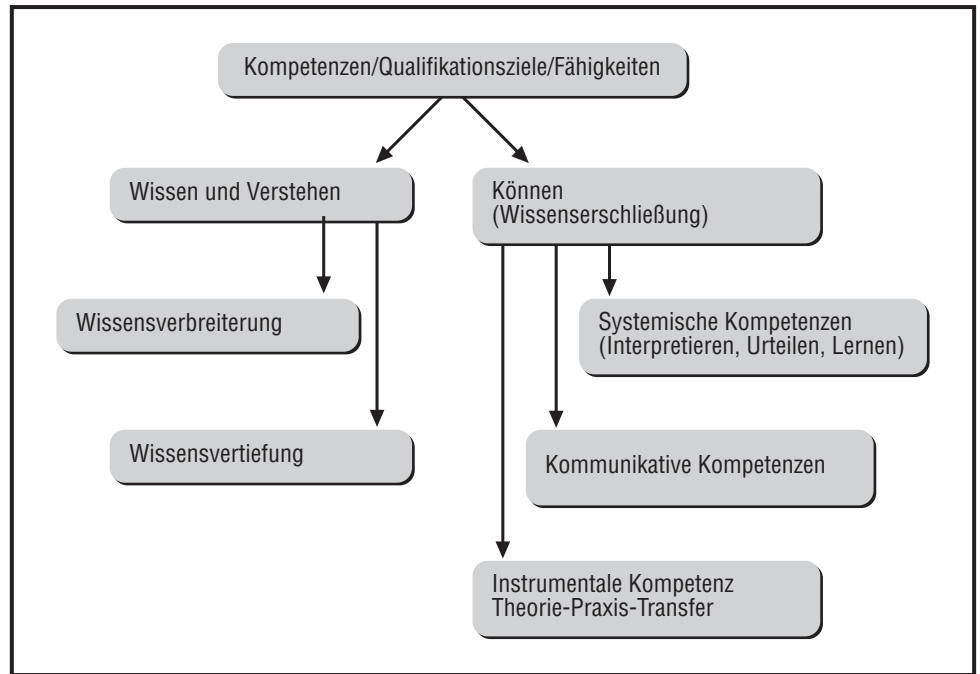 Kompetenzen/Qualifikationsziele/Fähigkeiten
Wissen und Verstehen
Können
(Wissenserschließung)
Wissensverbreiterung
Systemische Kompetenzen
(Interpretieren, Urteilen, Lernen)
Wissensvertiefung
Kommunikative Kompetenzen
Instrumentale Kompetenz
Theorie-Praxis-Transfer